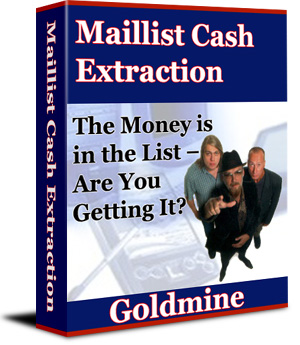 Maillist Cash
Extraction
The Money is
in the List –
Are You
Getting It?
Goldmine
Maillist Cash Extraction